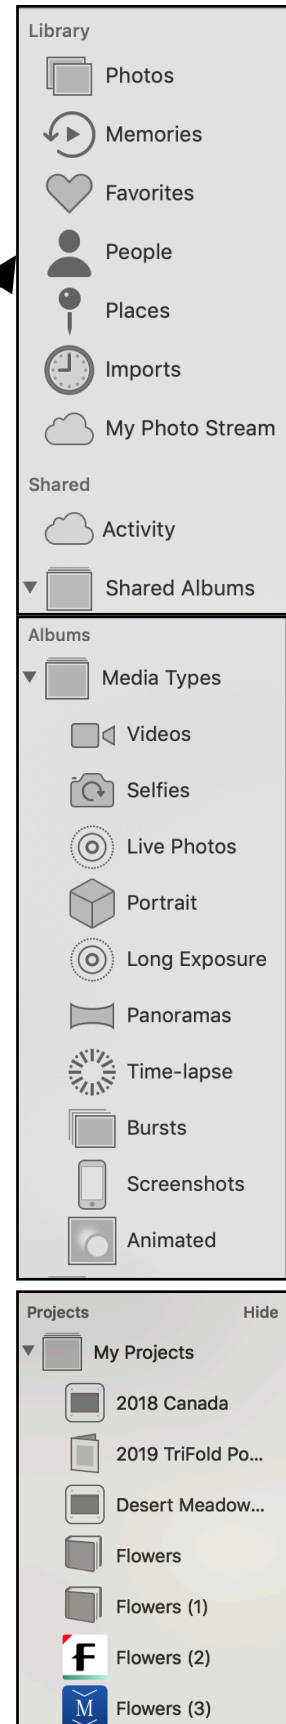 Library
Photos
Memories
Favorites
People
Places
Imports
My Photo Stream
Shared
Activity
Shared Albums
Albums
Media Types
Videos
Selfies
Live Photos
Portrait
Long Exposure
Panoramas
Time-lapse
Bursts
Screenshots
Animated
Projects Hide
My Projects
2018 Canada
2019 TriFold Po...
Desert Meadow...
Flowers
Flowers (1)
F Flowers (2)
M Flowers (3)